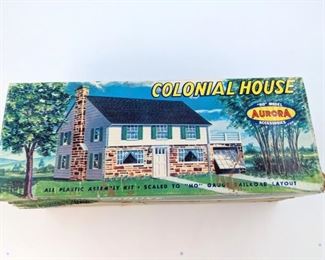 COLONIAL HOUSE
"HO" MODEL
AURORA
ACCESSORIES
ALL PLASTIC ASSEMBLY KIT • SCALED TO "HO" GAUGE RAILROAD LAYOUT